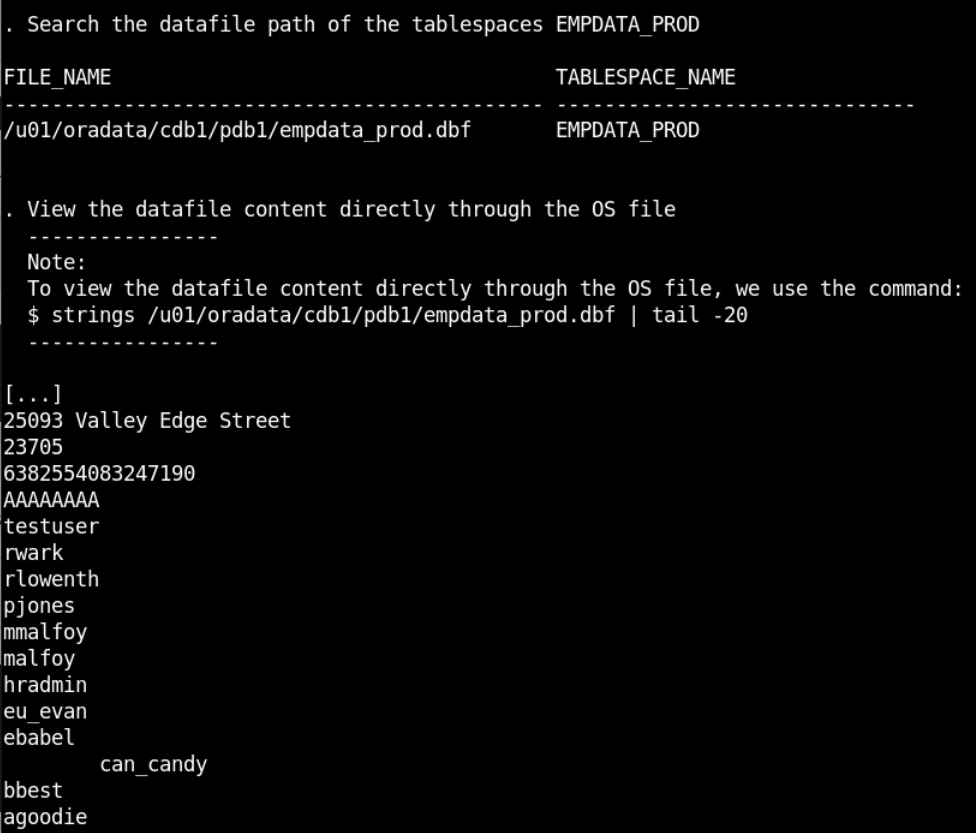 . Search the datafile path of the tablespaces EMPDATA_PROD
FILE_NAME                                     TABLESPACE_NAME
--------------------------------------------- ------------------------------
/u01/oradata/cdb1/pdb1/empdata_prod.dbf       EMPDATA_PROD
. View the datafile content directly through the OS file
  ----------------
  Note:
  To view the datafile content directly through the OS file, we use the command:
  $ strings /u01/oradata/cdb1/pdb1/empdata_prod.dbf | tail -20
  ----------------
[...]
25093 Valley Edge Street
23705
6382554083247190
AAAAAAAA
testuser
rwark
rlowenth
pjones
mmalfoy
malfoy
hradmin
eu_evan
ebabel
        can_candy
bbest
agoodie